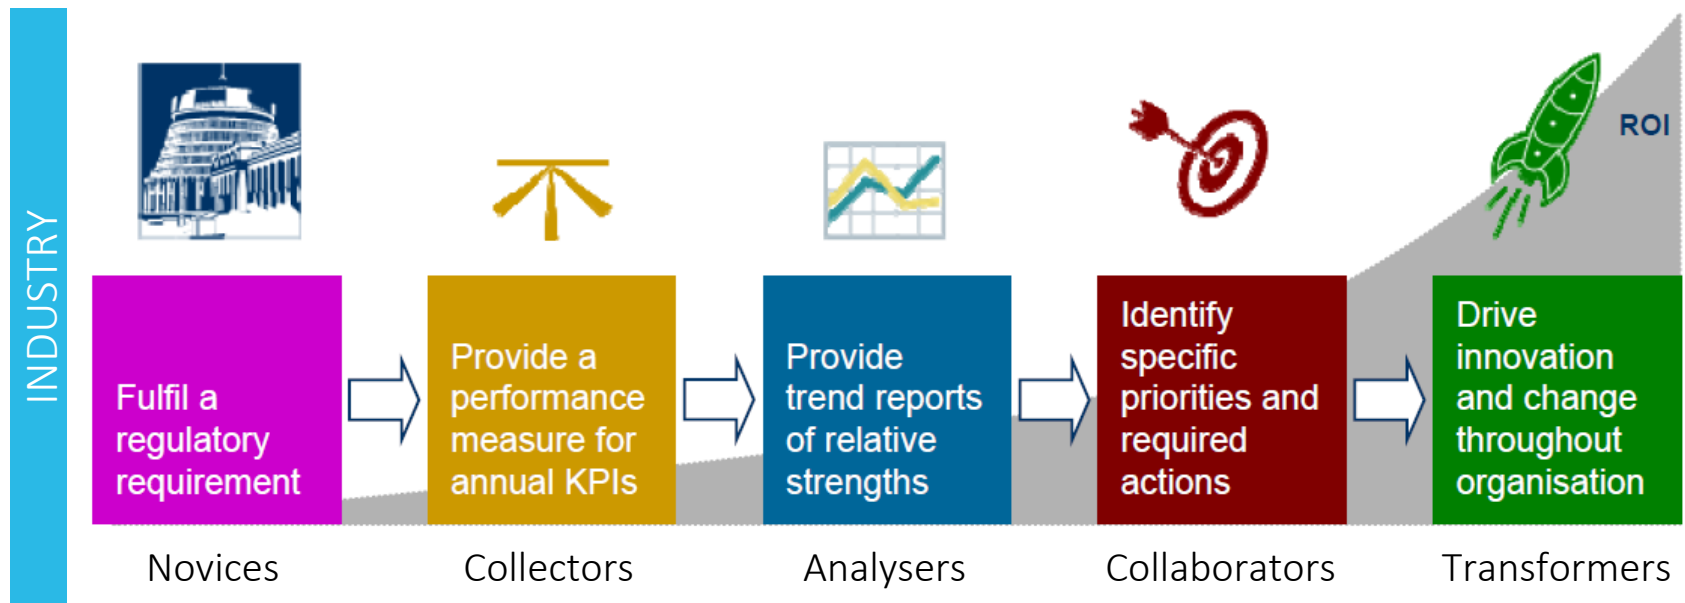 INDUSTRY
ROI
Fulfil a
regulatory
requirement
Provide a
performance
measure for
annual KPIs
Provide
trend reports
of relative
strengths
Identify
specific
priorities and
required
actions
Drive
innovation
and change
throughout
organisation
Novices
Collectors
Analysers
Collaborators
Transformers